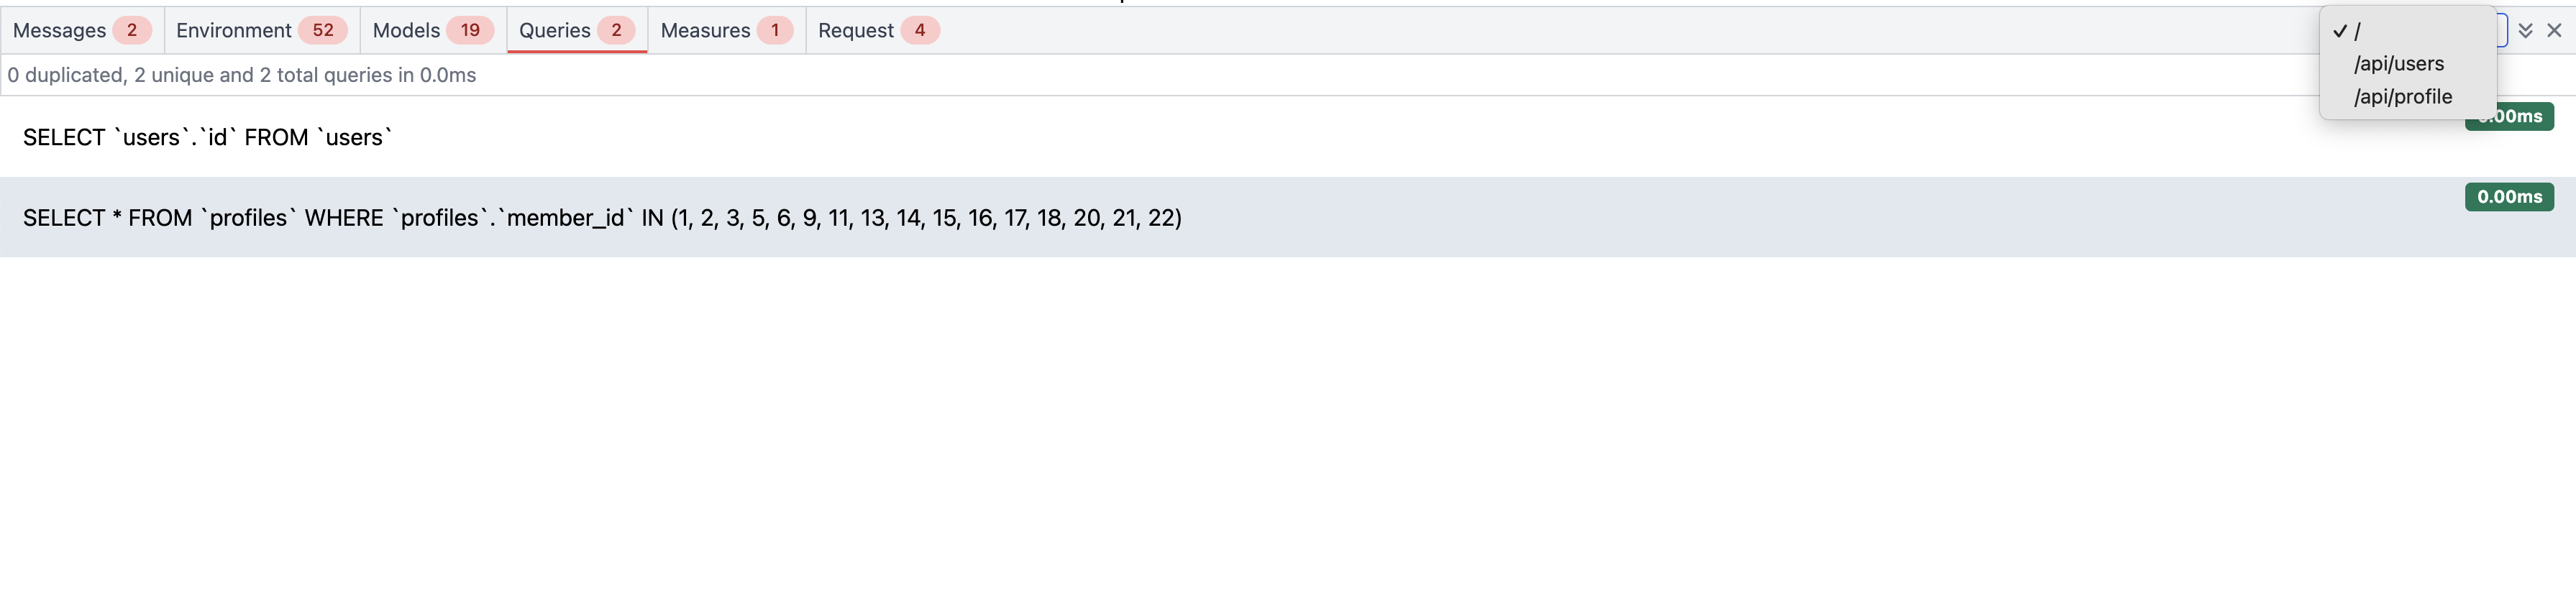 Messages 2 Environment 52 Models 19 Queries 2 Measures 1 Request 4
/
/api/users
/api/profile
0 duplicated, 2 unique and 2 total queries in 0.0ms
SELECT `users`.`id` FROM `users`
.00ms
SELECT * FROM `profiles` WHERE `profiles`.`member_id` IN (1, 2, 3, 5, 6, 9, 11, 13, 14, 15, 16, 17, 18, 20, 21, 22)
0.00ms